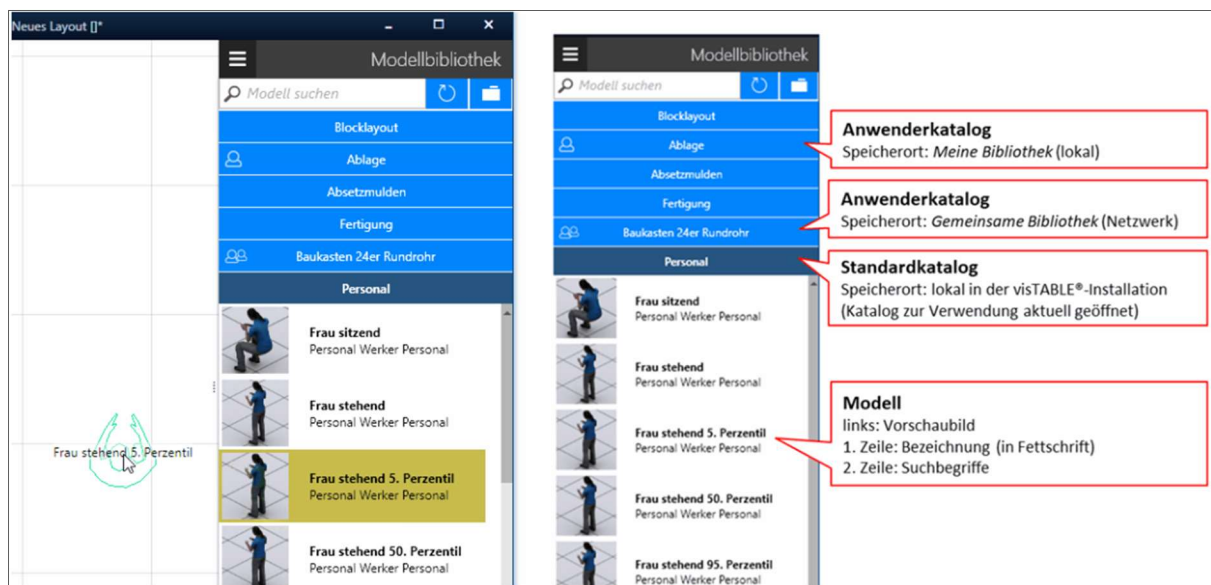 Neues Layout []*
Modellbibliothek
Modell suchen
Blocklayout
Ablage
Absetzmulden
Fertigung
Baukasten 24er Rundrohr
Personal
Frau sitzend
Personal Werker Personal
Frau stehend
Personal Werker Personal
Frau stehend 5. Perzentil
Personal Werker Personal
Frau stehend 50. Perzentil
Personal Werker Personal
Frau stehend 5. Perzentil
Modellbibliothek
Modell suchen
Blocklayout
Ablage
Absetzmulden
Fertigung
Baukasten 24er Rundrohr
Personal
Frau sitzend
Personal Werker Personal
Frau stehend
Personal Werker Personal
Frau stehend 5. Perzentil
Personal Werker Personal
Frau stehend 50. Perzentil
Personal Werker Personal
Frau stehend 95. Perzentil
Personal Werker Personal
Anwenderkatalog
Speicherort: Meine Bibliothek (lokal)
Anwenderkatalog
Speicherort: Gemeinsame Bibliothek (Netzwerk)
Standardkatalog
Speicherort: lokal in der visTABLE®-Installation
(Katalog zur Verwendung aktuell geöffnet)
Modell
links: Vorschaubild
1. Zeile: Bezeichnung (in Fettschrift)
2. Zeile: Suchbegriffe